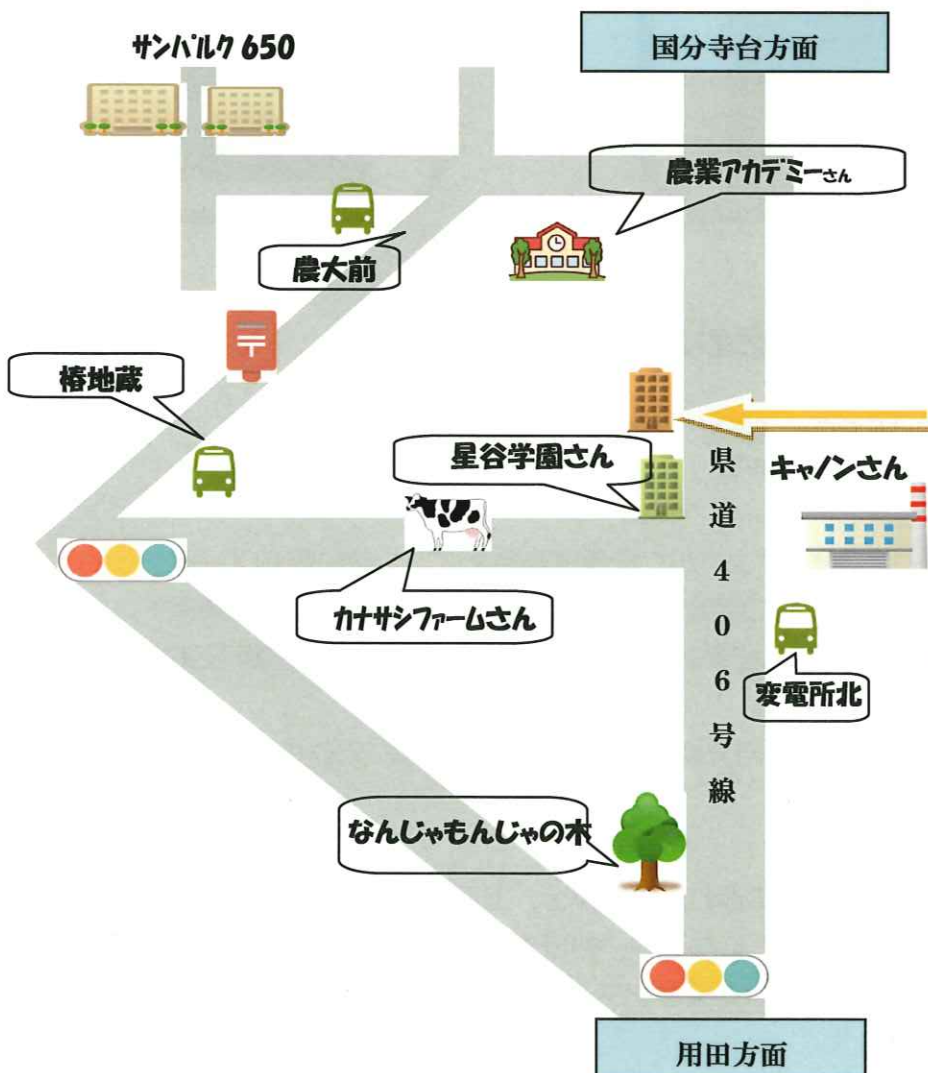 サンパルク 650
国分寺台方面
農業アカデミーさん
農大前
〒
椿地蔵
星谷学園さん
キャノンさん
県道406号線
カナサシファームさん
変電所北
なんじゃもんじゃの木
用田方面